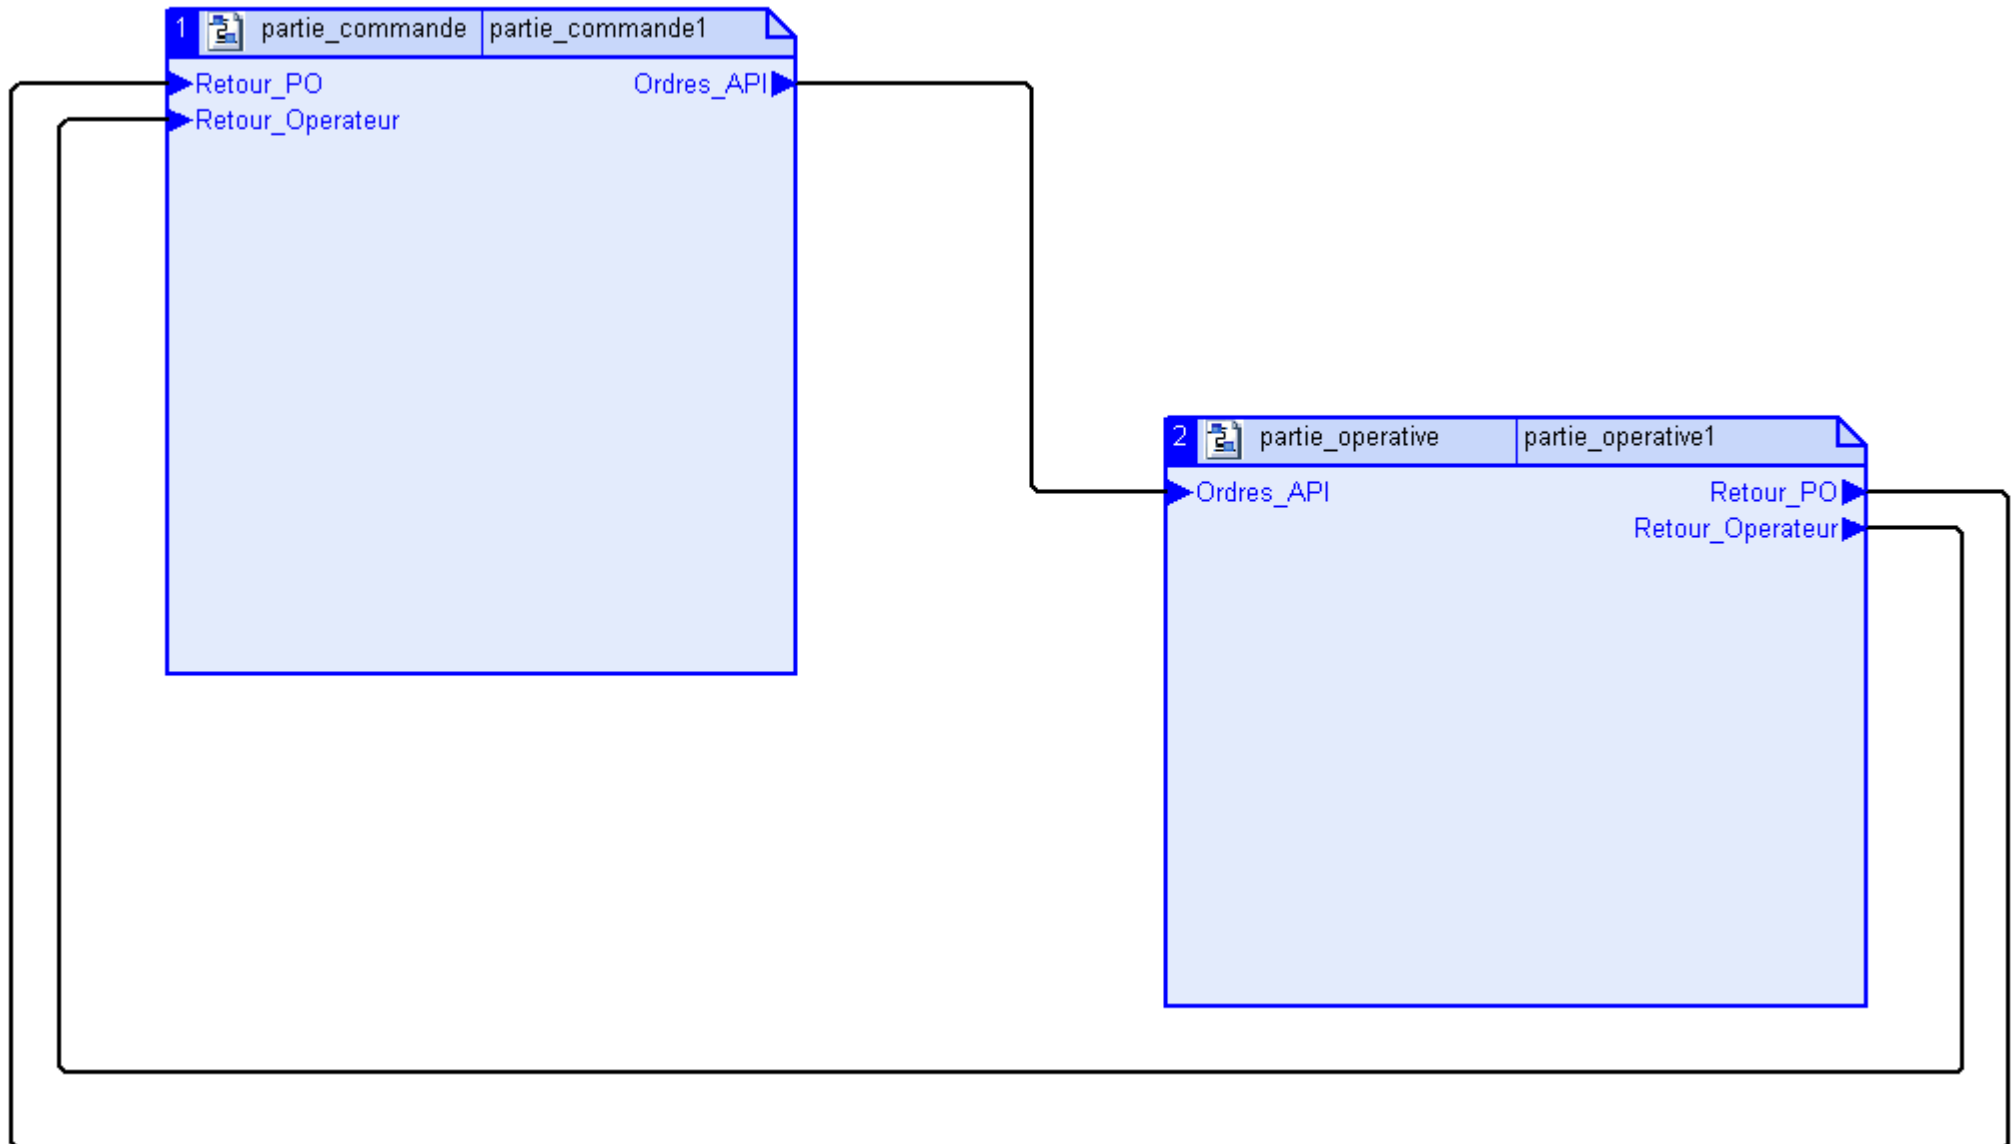 1 partie_commande partie_commande1
Retour_PO Ordres_API
Retour_Operateur
2 partie_operative partie_operative1
Ordres_API Retour_PO
Retour_Operateur